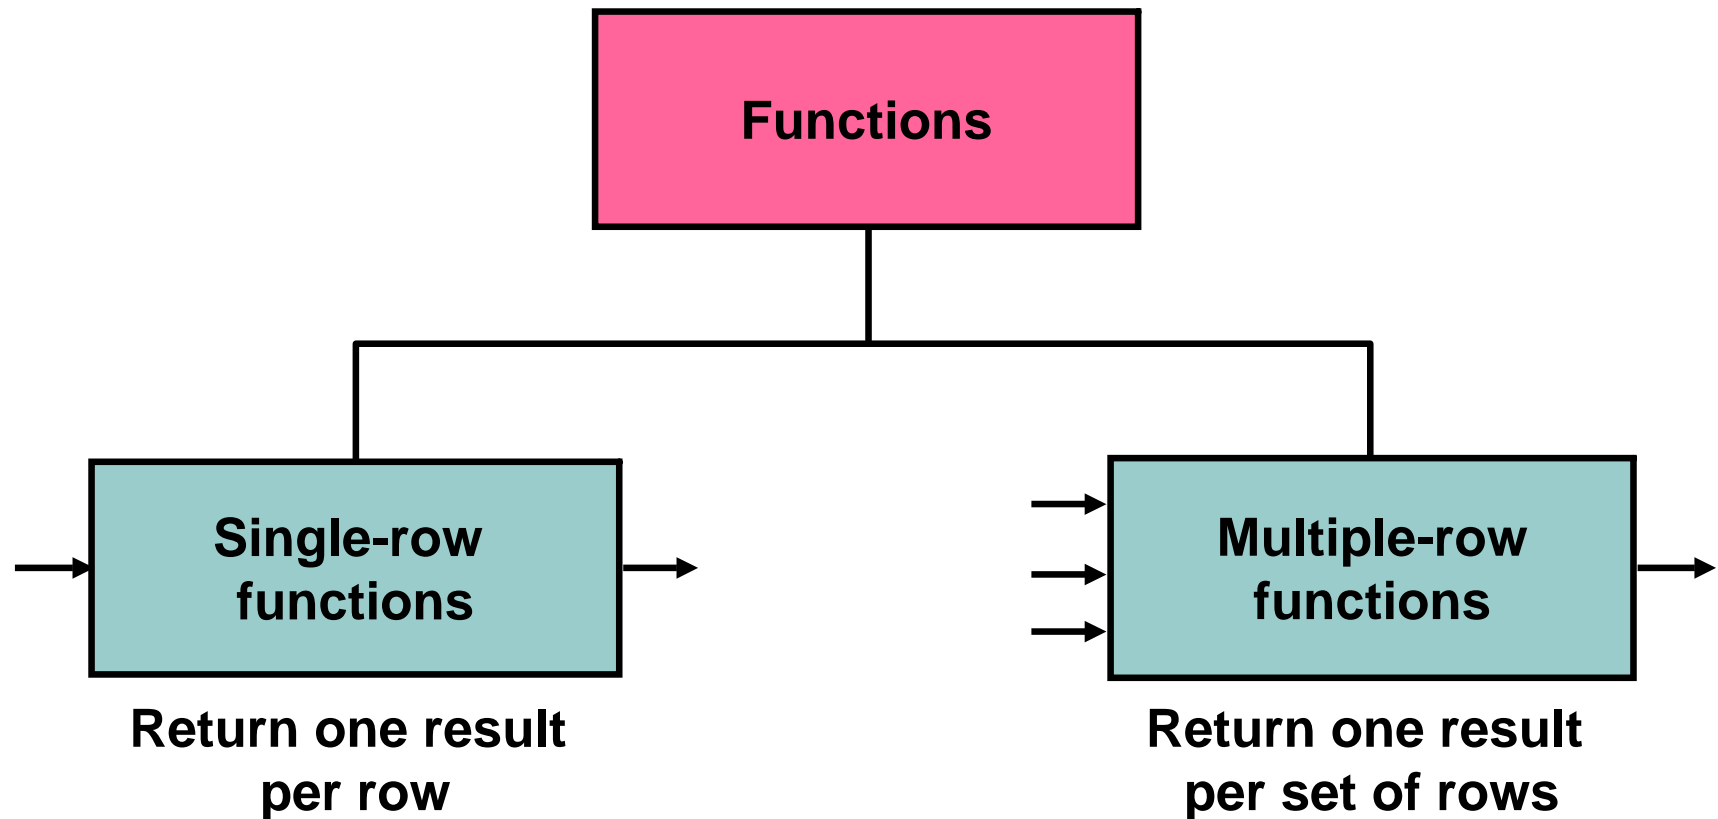 Functions
Single-row
functions
Return one result
per row
Multiple-row
functions
Return one result
per set of rows